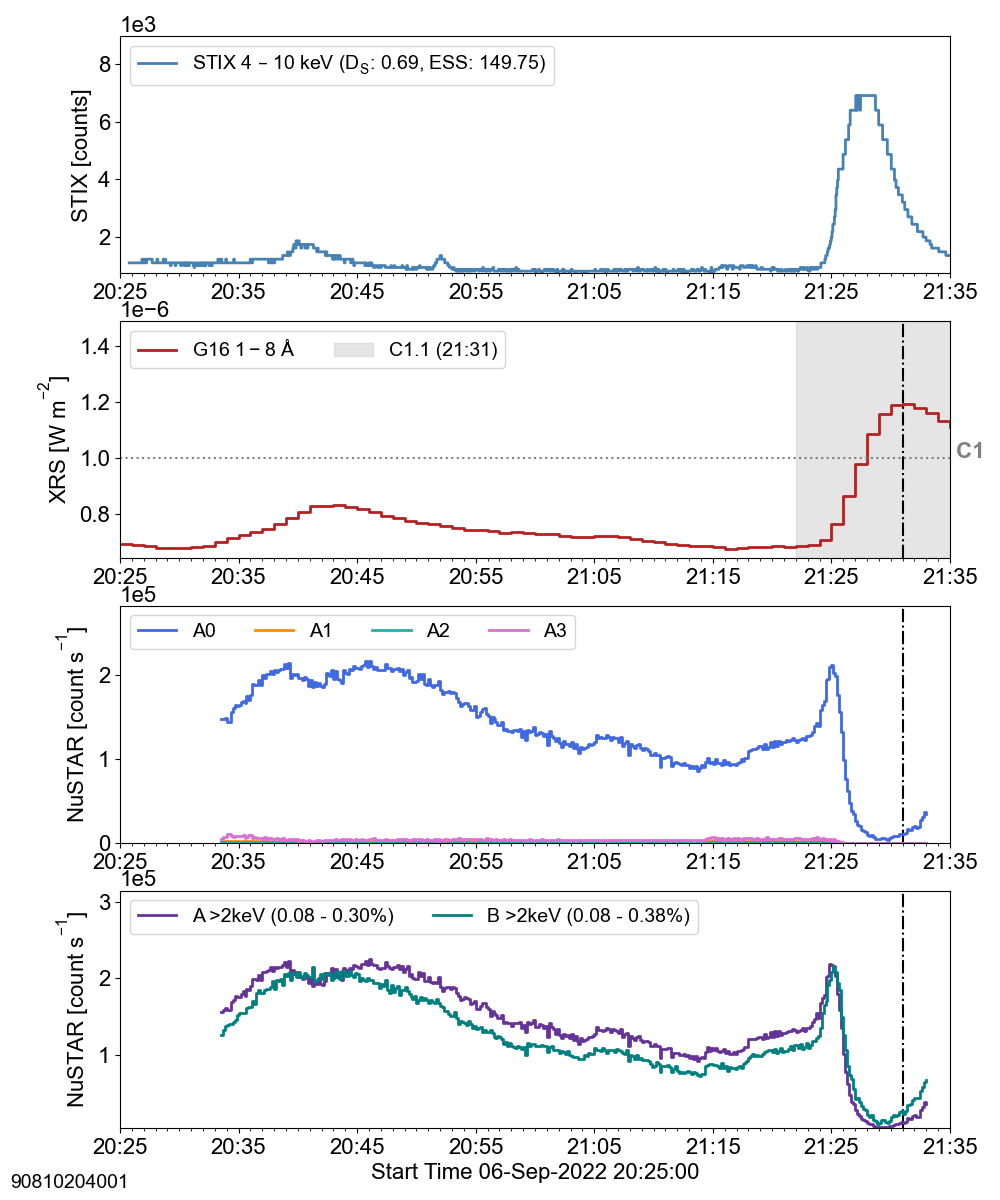 1e3
STIX 4 – 10 keV (DS: 0.69, ESS: 149.75)
STIX [counts]
8
6
4
2
20:25 20:35 20:45 20:55 21:05 21:15 21:25 21:35
1e−6
G16 1 – 8 Å C1.1 (21:31)
XRS [W m−2]
1.4
1.2
1.0
0.8
C1
20:25 20:35 20:45 20:55 21:05 21:15 21:25 21:35
1e5
A0 A1 A2 A3
NuSTAR [count s−1]
2
1
0
20:25 20:35 20:45 20:55 21:05 21:15 21:25 21:35
1e5
A >2keV (0.08 - 0.30%) B >2keV (0.08 - 0.38%)
NuSTAR [count s−1]
3
2
1
20:25 20:35 20:45 20:55 21:05 21:15 21:25 21:35
Start Time 06-Sep-2022 20:25:00
90810204001